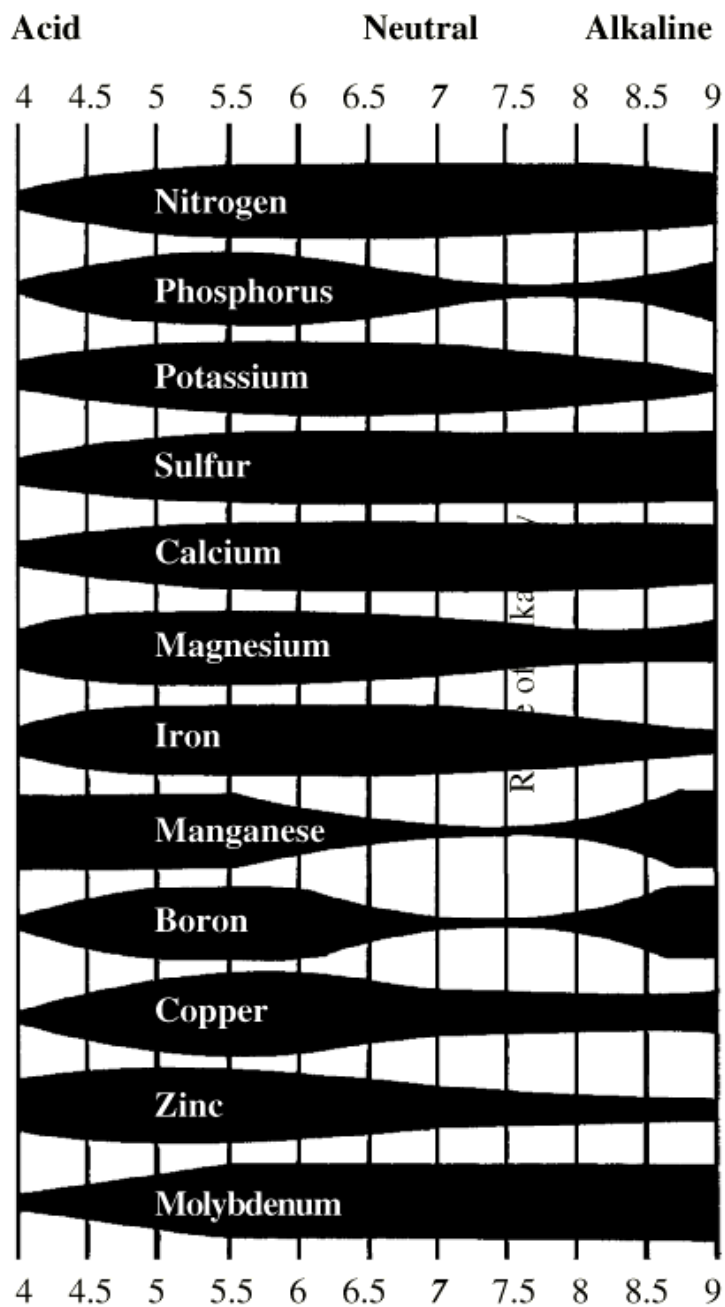 Acid Neutral Alkaline
4 4.5 5 5.5 6 6.5 7 7.5 8 8.5 9
Nitrogen
Phosphorus
Potassium
Sulfur
Calcium
Magnesium
Iron
Manganese
Boron
Copper
Zinc
Molybdenum
4 4.5 5 5.5 6 6.5 7 7.5 8 8.5 9